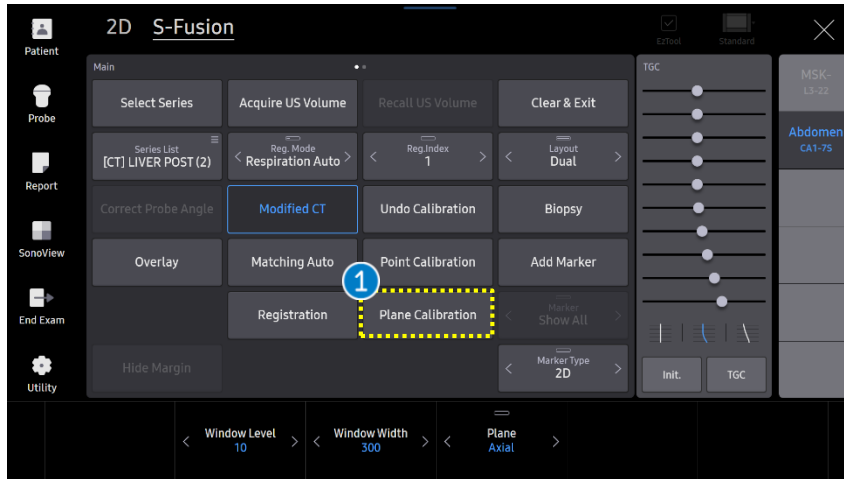 2D S-Fusion
EzTool
Standard
Patient
Probe
Report
SonoView
End Exam
Utility
Main
Select Series
Acquire US Volume
Recall US Volume
Clear & Exit
Series List
[CT] LIVER POST (2)
Reg. Mode
< Respiration Auto >
Reg.Index
< 1 >
Layout
< Dual >
Correct Probe Angle
Modified CT
Undo Calibration
Biopsy
Overlay
Matching Auto
Point Calibration
Add Marker
1
Registration
Plane Calibration
Marker
< Show All >
Hide Margin
Marker Type
< 2D >
TGC
Init.
TGC
MSK-
L3-22
Abdomen
CA1-7S
Window Level
< 10 >
Window Width
< 300 >
Plane
< Axial >